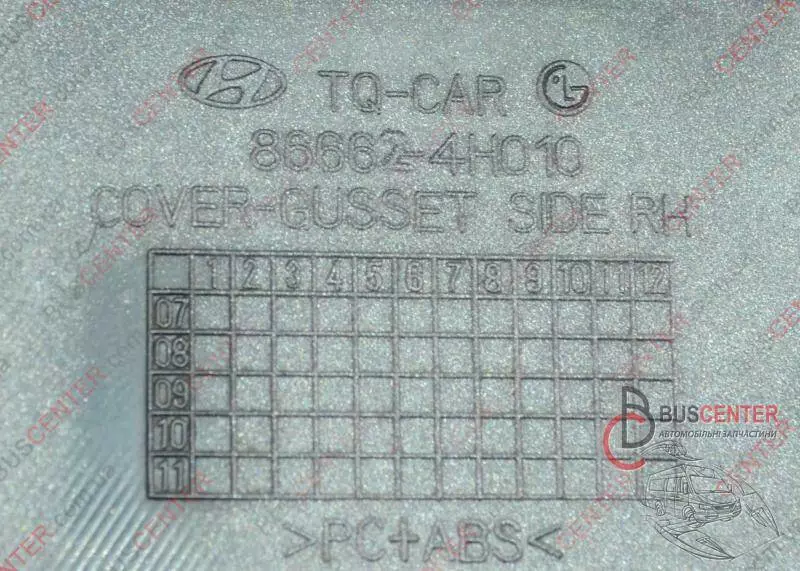 TQ-CAR
86662-4H010
COVER-GUSSET SIDE RH
1 2 3 4 5 6 7 8 9 10 11 12
07
08
09
10
11
>PC+ABS<
BUSCENTER
АВТОМОБІЛЬНІ ЗАПЧАСТИНИ